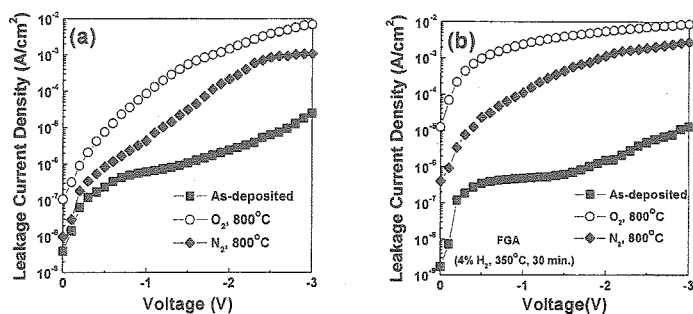 (a)
Leakage Current Density (A/cm²)
10⁻²
10⁻³
10⁻⁴
10⁻⁵
10⁻⁶
10⁻⁷
10⁻⁸
10⁻⁹
As-deposited
O₂, 800°C
N₂, 800°C
0
-1
-2
-3
Voltage (V)
(b)
Leakage Current Density (A/cm²)
10⁻²
10⁻³
10⁻⁴
10⁻⁵
10⁻⁶
10⁻⁷
10⁻⁸
10⁻⁹
As-deposited
O₂, 800°C
N₂, 800°C
FGA
(4% H₂, 350°C, 30 min.)
0
-1
-2
-3
Voltage(V)